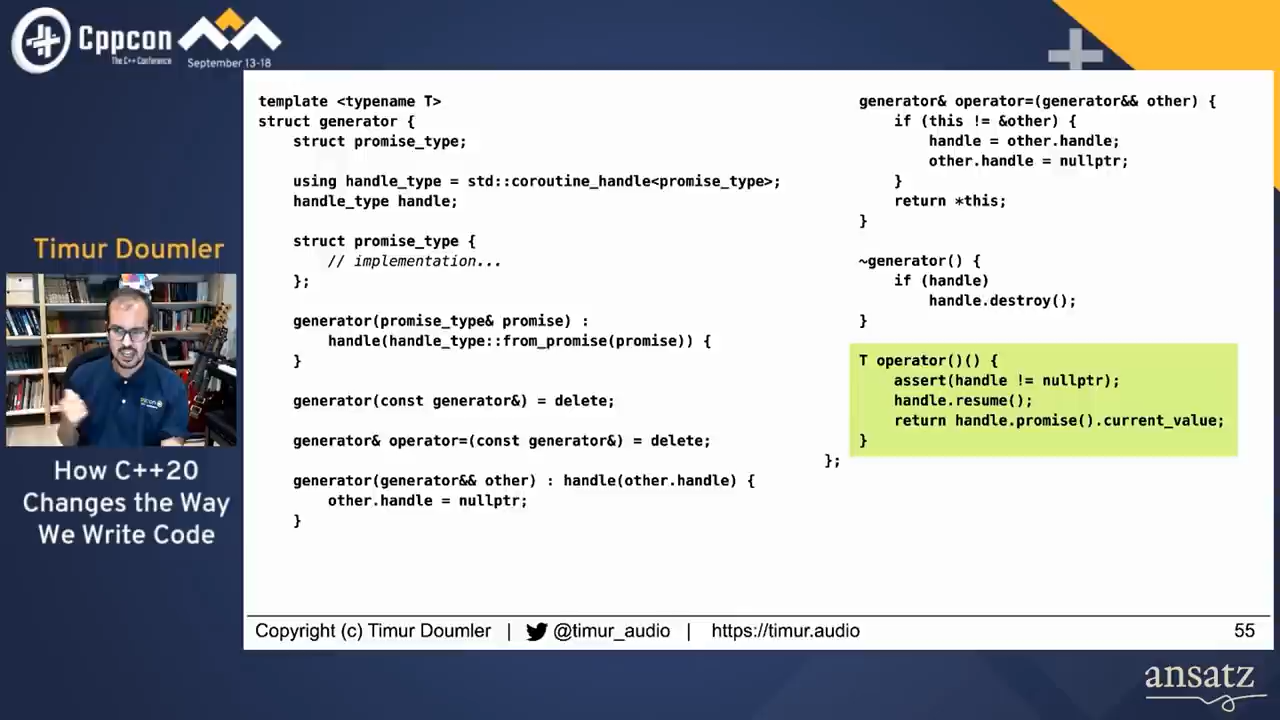 Cppcon
The C++ Conference
September 13-18
Timur Doumler
How C++20
Changes the Way
We Write Code
template <typename T>
struct generator {
    struct promise_type;
    using handle_type = std::coroutine_handle<promise_type>;
    handle_type handle;
    struct promise_type {
        // implementation...
    };
    generator(promise_type& promise) :
        handle(handle_type::from_promise(promise)) {
    }
    generator(const generator&) = delete;
    generator& operator=(const generator&) = delete;
    generator(generator&& other) : handle(other.handle) {
        other.handle = nullptr;
    }
    generator& operator=(generator&& other) {
        if (this != &other) {
            handle = other.handle;
            other.handle = nullptr;
        }
        return *this;
    }
    ~generator() {
        if (handle)
            handle.destroy();
    }
    T operator()() {
        assert(handle != nullptr);
        handle.resume();
        return handle.promise().current_value;
    }
};
Copyright (c) Timur Doumler | @timur_audio | https://timur.audio
55
ansatz